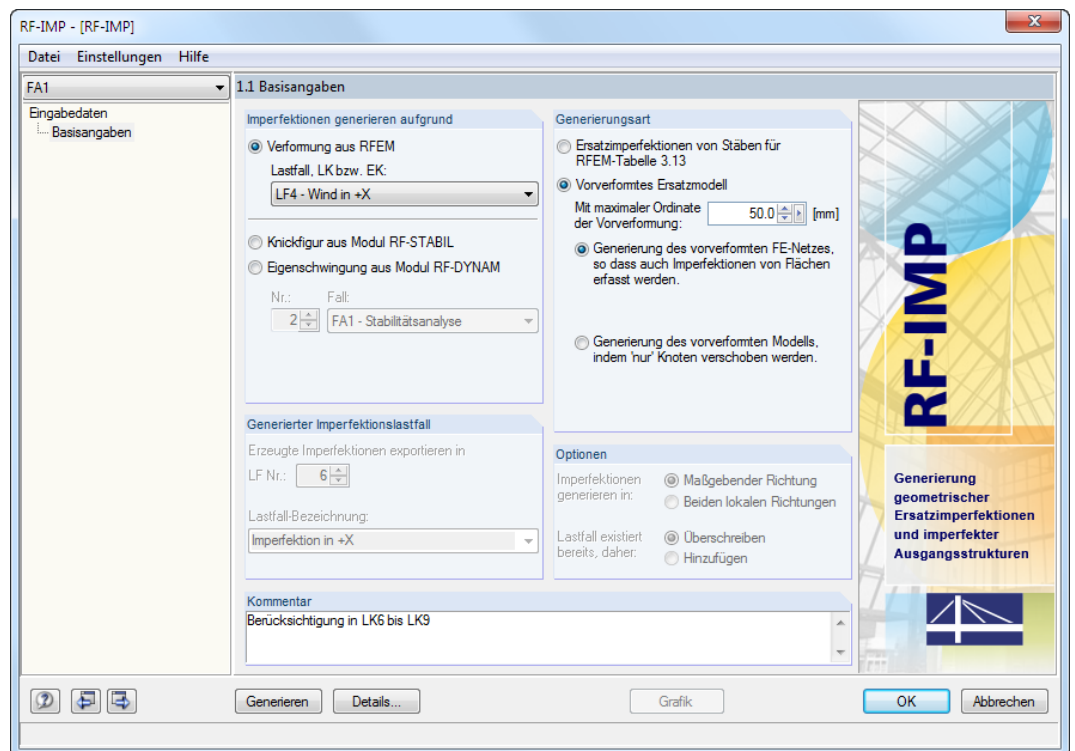 RF-IMP - [RF-IMP]
Datei Einstellungen Hilfe
FA1
Eingabedaten
Basisangaben
1.1 Basisangaben
Imperfektionen generieren aufgrund
Verformung aus RFEM
Lastfall, LK bzw. EK:
LF4 - Wind in +X
Knickfigur aus Modul RF-STABIL
Eigenschwingung aus Modul RF-DYNAM
Nr.: Fall:
2 FA1 - Stabilitätsanalyse
Generierungsart
Ersatzimperfektionen von Stäben für
RFEM-Tabelle 3.13
Vorverformtes Ersatzmodell
Mit maximaler Ordinate
der Vorverformung:
50.0 [mm]
Generierung des vorverformten FE-Netzes,
so dass auch Imperfektionen von Flächen
erfasst werden.
Generierung des vorverformten Modells,
indem 'nur' Knoten verschoben werden.
Generierter Imperfektionslastfall
Erzeugte Imperfektionen exportieren in
LF Nr.: 6
Lastfall-Bezeichnung:
Imperfektion in +X
Optionen
Imperfektionen
generieren in:
Maßgebender Richtung
Beiden lokalen Richtungen
Lastfall existiert
bereits, daher:
Überschreiben
Hinzufügen
Kommentar
Berücksichtigung in LK6 bis LK9
RF-IMP
Generierung
geometrischer
Ersatzimperfektionen
und imperfekter
Ausgangsstrukturen
Generieren Details... Grafik OK Abbrechen